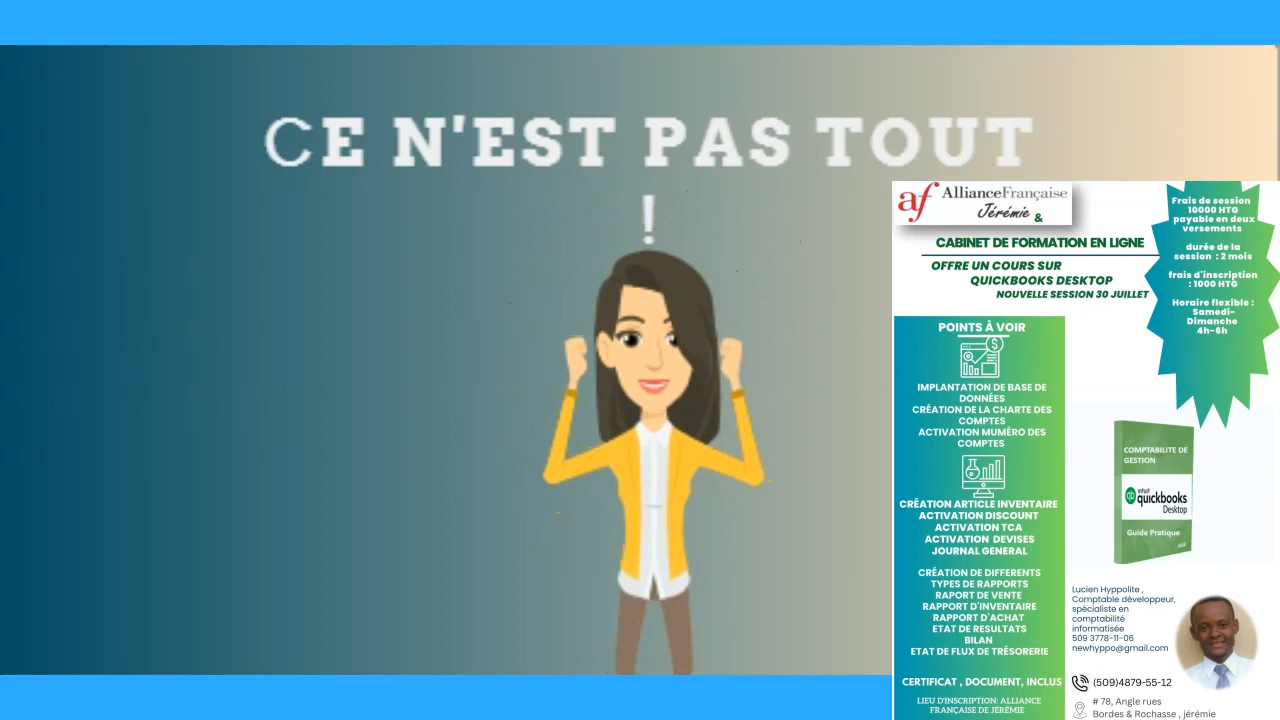 CE N'EST PAS TOUT
!
af AllianceFrançaise
Jérémie &
CABINET DE FORMATION EN LIGNE
OFFRE UN COURS SUR
QUICKBOOKS DESKTOP
NOUVELLE SESSION 30 JUILLET
Frais de session
10000 HTG
payable en deux
versements
durée de la
session : 2 mois
frais d'inscription
: 1000 HTG
Horaire flexible :
Samedi-
Dimanche
4h-6h
POINTS À VOIR
IMPLANTATION DE BASE DE
DONNÉES
CRÉATION DE LA CHARTE DES
COMPTES
ACTIVATION MUMÉRO DES
COMPTES
CRÉATION ARTICLE INVENTAIRE
ACTIVATION DISCOUNT
ACTIVATION TCA
ACTIVATION DEVISES
JOURNAL GENERAL
CRÉATION DE DIFFERENTS
TYPES DE RAPPORTS
RAPORT DE VENTE
RAPPORT D'INVENTAIRE
RAPPORT D'ACHAT
ETAT DE RESULTATS
BILAN
ETAT DE FLUX DE TRÉSORERIE
CERTIFICAT , DOCUMENT, INCLUS
LIEU D'INSCRIPTION: ALLIANCE
FRANÇAISE DE JÉRÉMIE
COMPTABILITE DE
GESTION
intuit
quickbooks
Desktop
Guide Pratique
Lucien Hyppolite ,
Comptable développeur,
spécialiste en
comptabilité
informatisée
509 3778-11-06
newhyppo@gmail.com
(509)4879-55-12
# 78, Angle rues
Bordes & Rochasse , jérémie